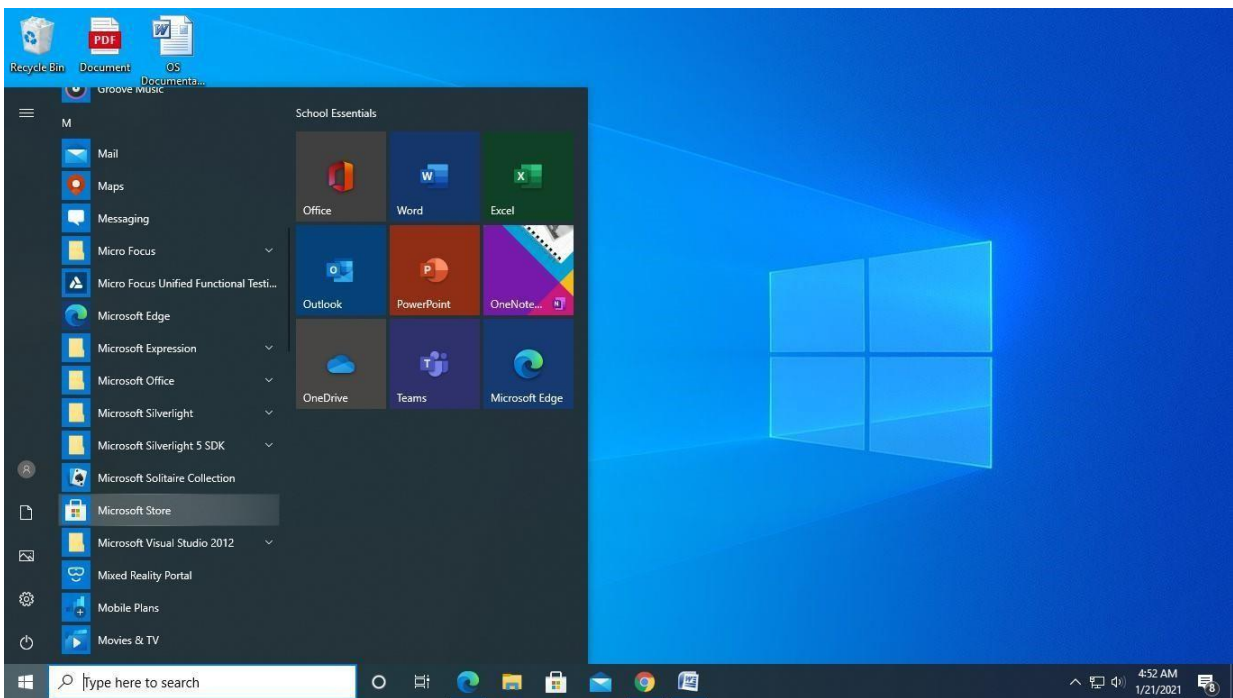 PDF
Recycle Bin
Document
OS
Documenta...
Groove Music
M
Mail
Maps
Messaging
Micro Focus
Micro Focus Unified Functional Testi...
Microsoft Edge
Microsoft Expression
Microsoft Office
Microsoft Silverlight
Microsoft Silverlight 5 SDK
Microsoft Solitaire Collection
Microsoft Store
Microsoft Visual Studio 2012
Mixed Reality Portal
Mobile Plans
Movies & TV
School Essentials
Office
Word
Excel
Outlook
PowerPoint
OneNote...
OneDrive
Teams
Microsoft Edge
Type here to search
4:52 AM
1/21/2021
8